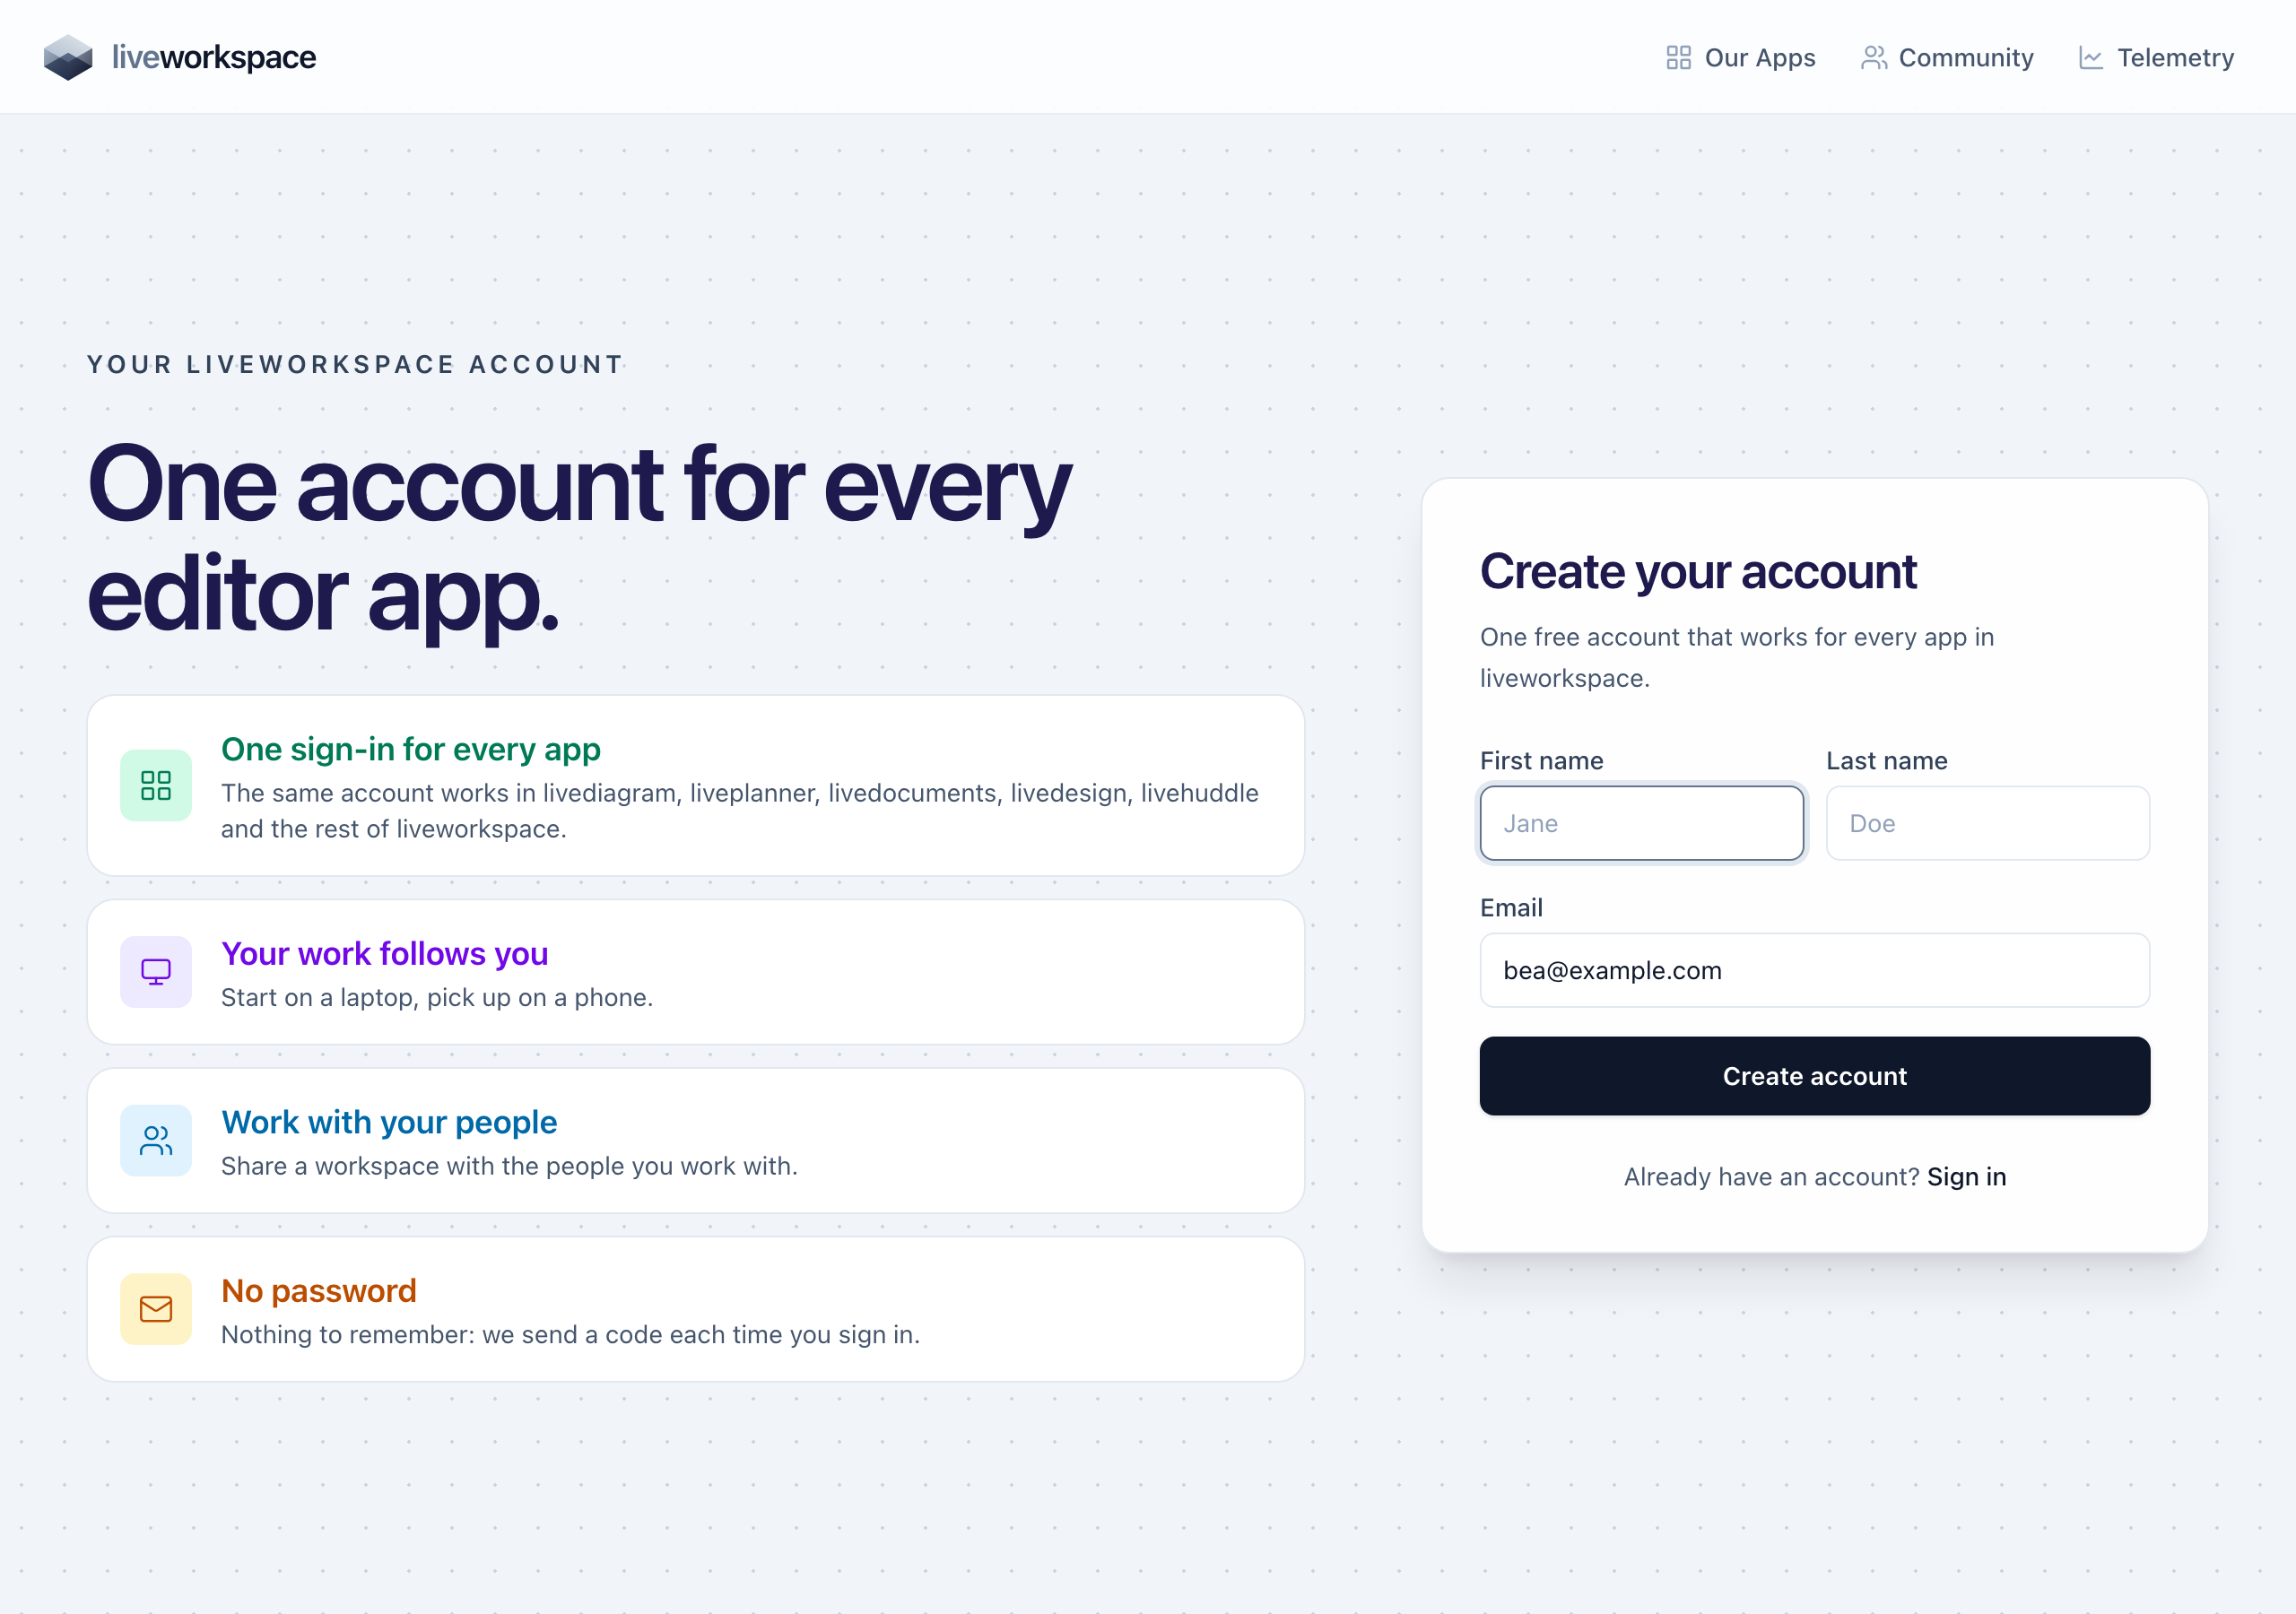 liveworkspace
Our Apps
Community
Telemetry
YOUR LIVEWORKSPACE ACCOUNT
One account for every
editor app.
One sign-in for every app
The same account works in livediagram, liveplanner, livedocuments, livedesign, livehuddle
and the rest of liveworkspace.
Your work follows you
Start on a laptop, pick up on a phone.
Work with your people
Share a workspace with the people you work with.
No password
Nothing to remember: we send a code each time you sign in.
Create your account
One free account that works for every app in
liveworkspace.
First name
Last name
Jane
Doe
Email
bea@example.com
Create account
Already have an account? Sign in